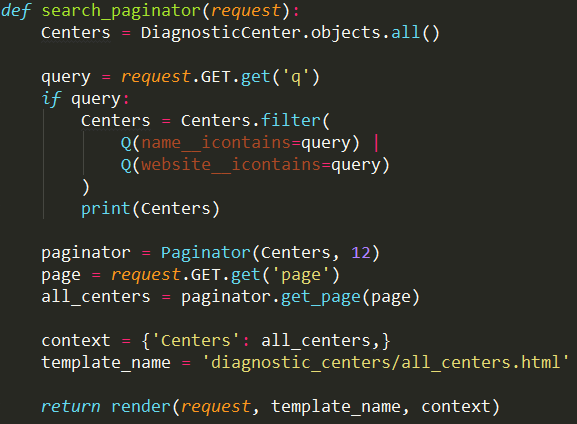 def search_paginator(request):
Centers = DiagnosticCenter.objects.all()
query = request.GET.get('q')
if query:
Centers = Centers.filter(
Q(name__icontains=query) |
Q(website__icontains=query)
)
print(Centers)
paginator = Paginator(Centers, 12)
page = request.GET.get('page')
all_centers = paginator.get_page(page)
context = {'Centers': all_centers,}
template_name = 'diagnostic_centers/all_centers.html'
return render(request, template_name, context)